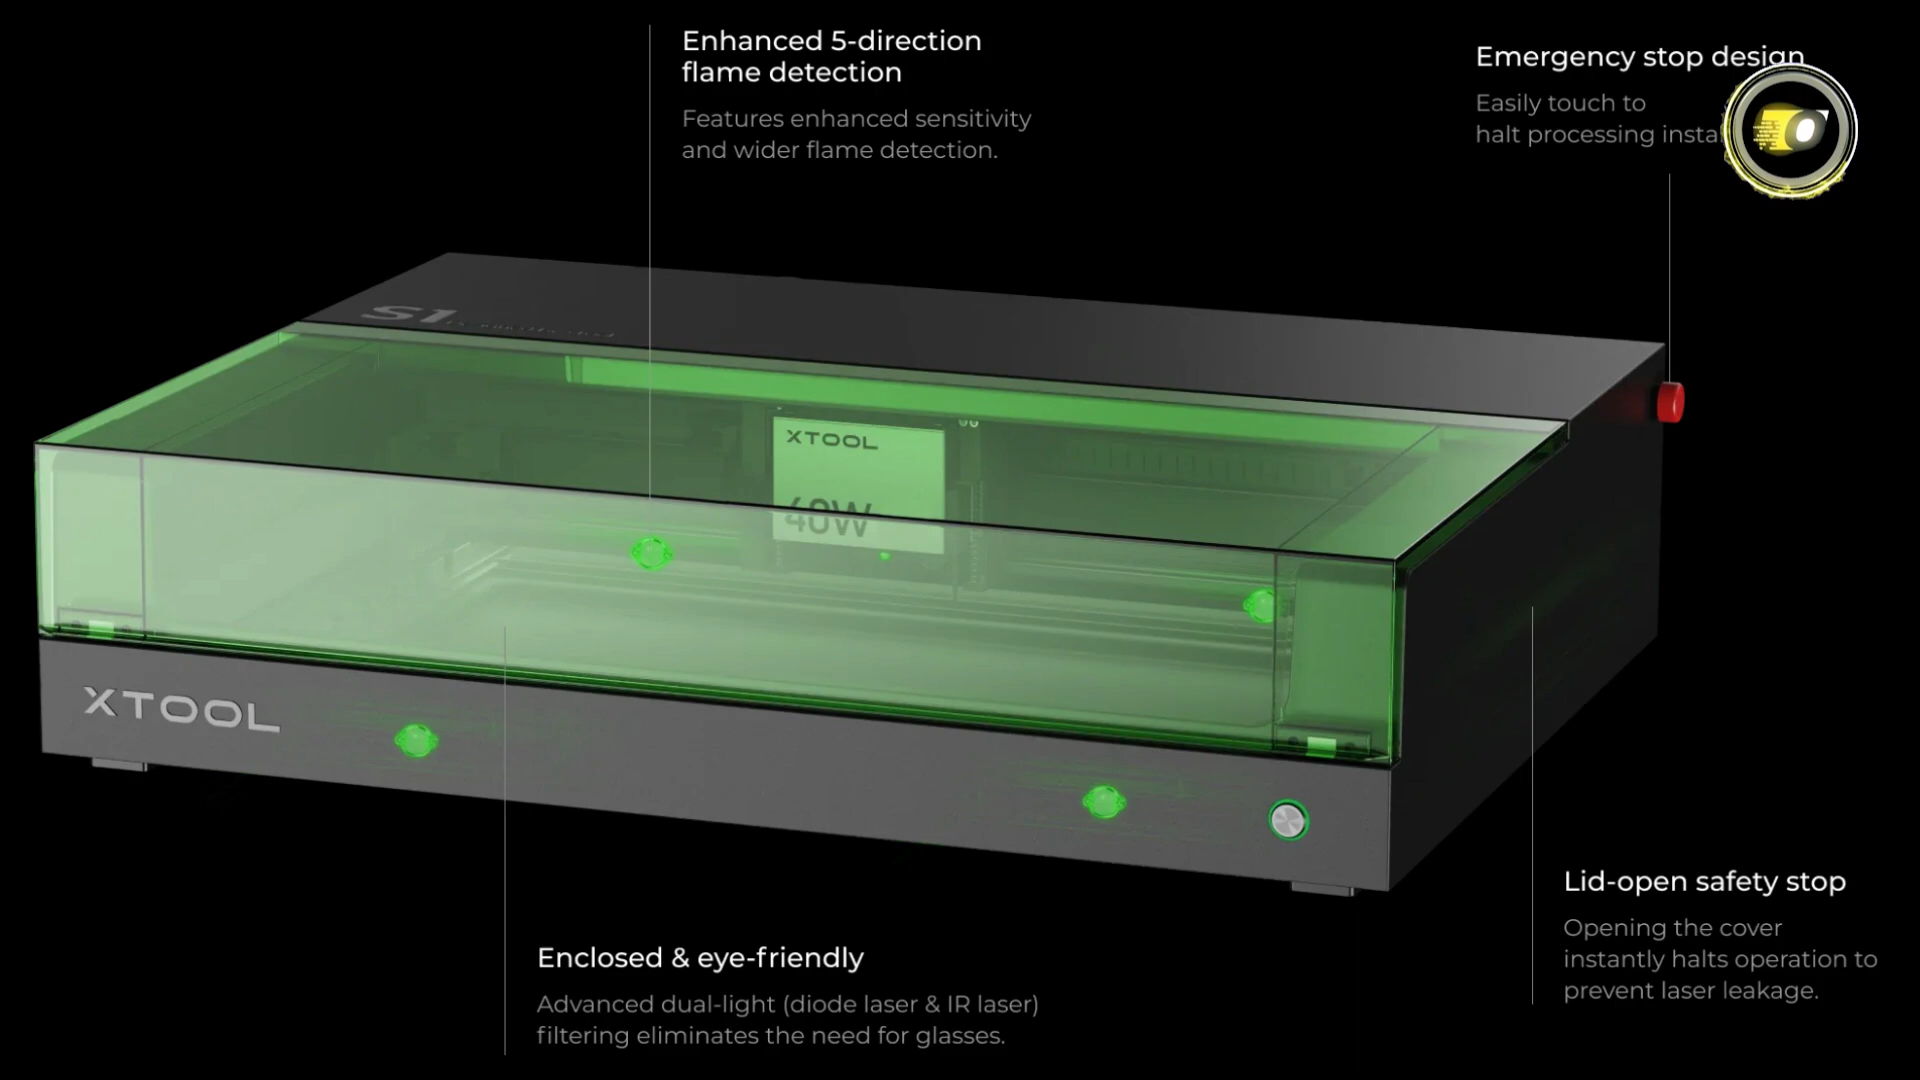 Enhanced 5-direction
flame detection
Features enhanced sensitivity
and wider flame detection.
Emergency stop design
Easily touch to
halt processing
S1
XTOOL
40W
XTOOL
Enclosed & eye-friendly
Advanced dual-light (diode laser & IR laser)
filtering eliminates the need for glasses.
Lid-open safety stop
Opening the cover
instantly halts operation to
prevent laser leakage.